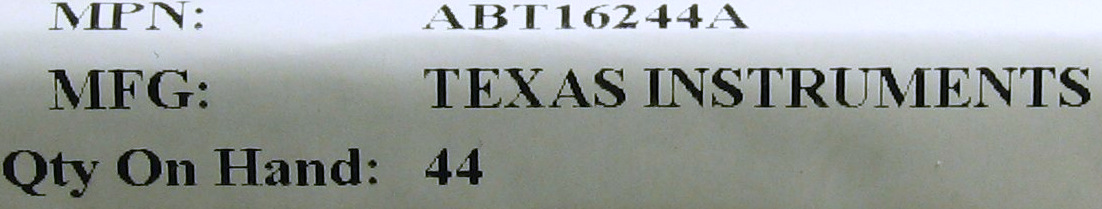 MPN: ABT16244A
MFG: TEXAS INSTRUMENTS
Qty On Hand: 44